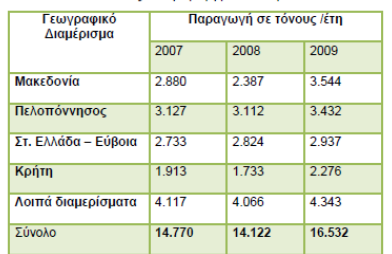 Γεωγραφικό Διαμέρισμα Παραγωγή σε τόνους /έτη
2007 2008 2009
Μακεδονία 2.880 2.387 3.544
Πελοπόννησος 3.127 3.112 3.432
Στ. Ελλάδα – Εύβοια 2.733 2.824 2.937
Κρήτη 1.913 1.733 2.276
Λοιπά διαμερίσματα 4.117 4.066 4.343
Σύνολο 14.770 14.122 16.532